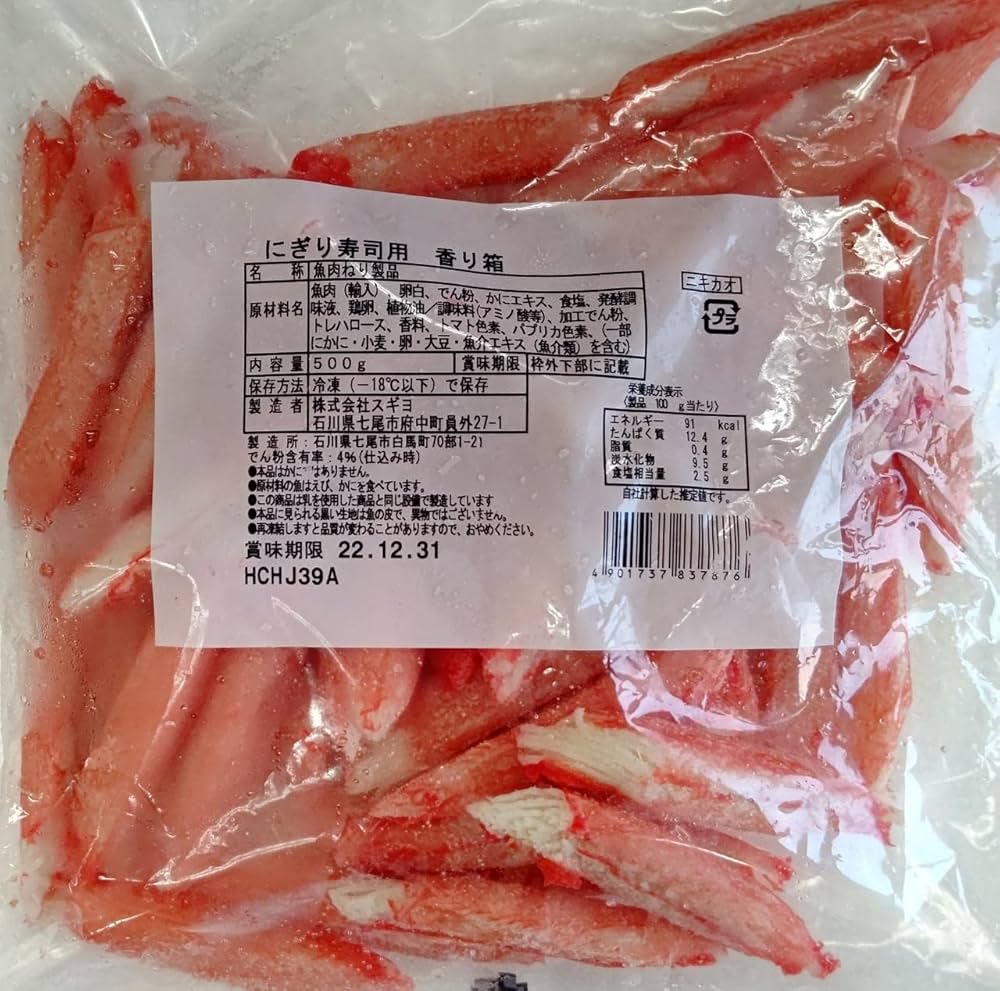 にぎり寿司用 香り箱
名 称 魚肉ねり製品
原材料名 魚肉(輸入)、卵白、でん粉、かにエキス、食塩、発酵調
味液、鶏卵、植物油/調味料(アミノ酸等)、加工でん粉、
トレハロース、香料、トマト色素、パプリカ色素、(一部
にかに・小麦・卵・大豆・魚介エキス(魚介類)を含む)
内容量 500g 賞味期限 枠外下部に記載
保存方法 冷凍(-18℃以下)で保存
製造者 株式会社スギヨ
石川県七尾市府中町員外27-1
製造所:石川県七尾市白馬町70部1-21
でん粉含有率:4%(仕込み時)
●本品はかに はありません。
●原材料の魚はえび、かにを食べています。
●この商品は乳を使用した商品と同じ設備で製造しています
●本品に見られる黒い生地は魚の皮で、異物ではございません。
●再凍結しますと品質が変わることがありますので、おやめください。
賞味期限 22.12.31
HCHJ39A
ニキカオ
プラ
栄養成分表示
(製品 100 g当たり)
エネルギー 91 kcal
たんぱく質 12.4 g
脂質 0.4 g
炭水化物 9.5 g
食塩相当量 2.5 g
自社計算した推定値です。
4 901737 837876